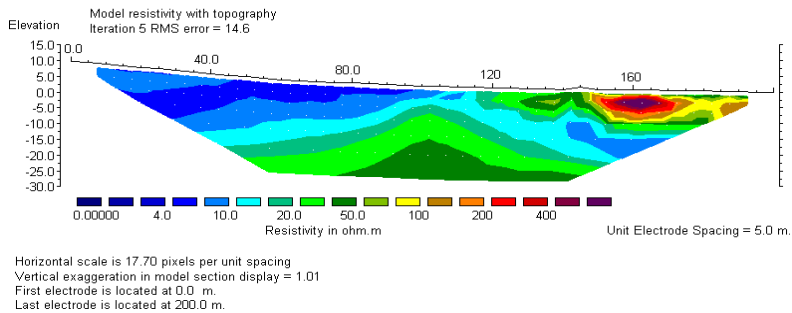 Model resistivity with topography
Iteration 5 RMS error = 14.6
Elevation
15.0
10.0
5.0
0.0
-5.0
-10.0
-15.0
-20.0
-25.0
-30.0
0.0
40.0
80.0
120
160
0.00000 4.0 10.0 20.0 50.0 100 200 400
Resistivity in ohm.m
Unit Electrode Spacing = 5.0 m.
Horizontal scale is 17.70 pixels per unit spacing
Vertical exaggeration in model section display = 1.01
First electrode is located at 0.0 m.
Last electrode is located at 200.0 m.